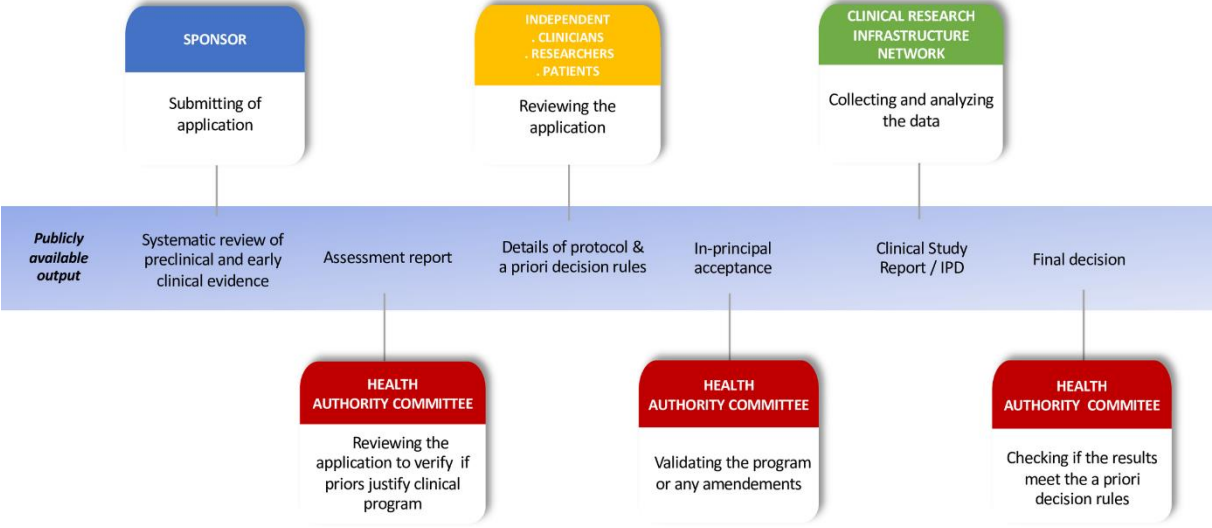 SPONSOR
Submitting of
application
INDEPENDENT
. CLINICIANS
. RESEARCHERS
. PATIENTS
Reviewing the
application
CLINICAL RESEARCH
INFRASTRUCTURE
NETWORK
Collecting and analyzing
the data
Publicly
available
output
Systematic review of
preclinical and early
clinical evidence
Assessment report
Details of protocol &
a priori decision rules
In-principal
acceptance
Clinical Study
Report / IPD
Final decision
HEALTH
AUTHORITY COMMITTEE
Reviewing the
application to verify if
priors justify clinical
program
HEALTH
AUTHORITY COMMITTEE
Validating the program
or any amendements
HEALTH
AUTHORITY COMMITEE
Checking if the results
meet the a priori
decision rules